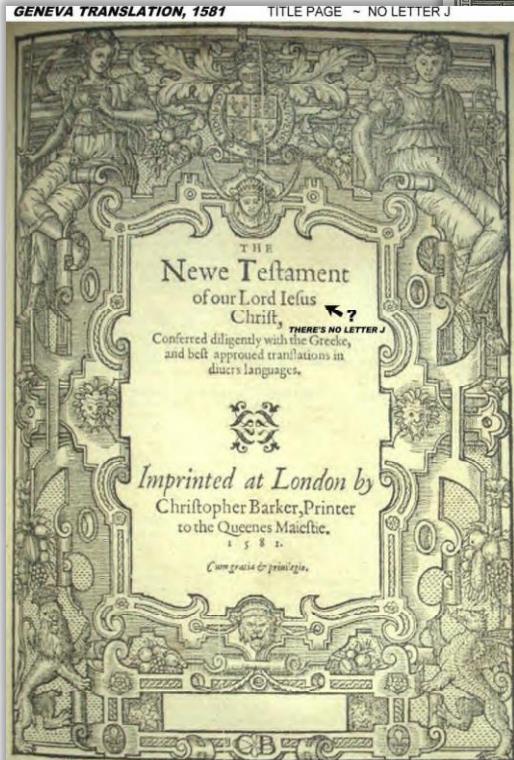 GENEVA TRANSLATION, 1581 TITLE PAGE ~ NO LETTER J
THE
Newe Teſtament
of our Lord Ieſus
Chriſt,
?
THERE'S NO LETTER J
Conferred diligently with the Greeke,
and beſt approued tranſlations in
diuers languages.
Imprinted at London by
Chriſtopher Barker, Printer
to the Queenes Maieſtie.
1581.
Cum gratia & priuilegio.
CB